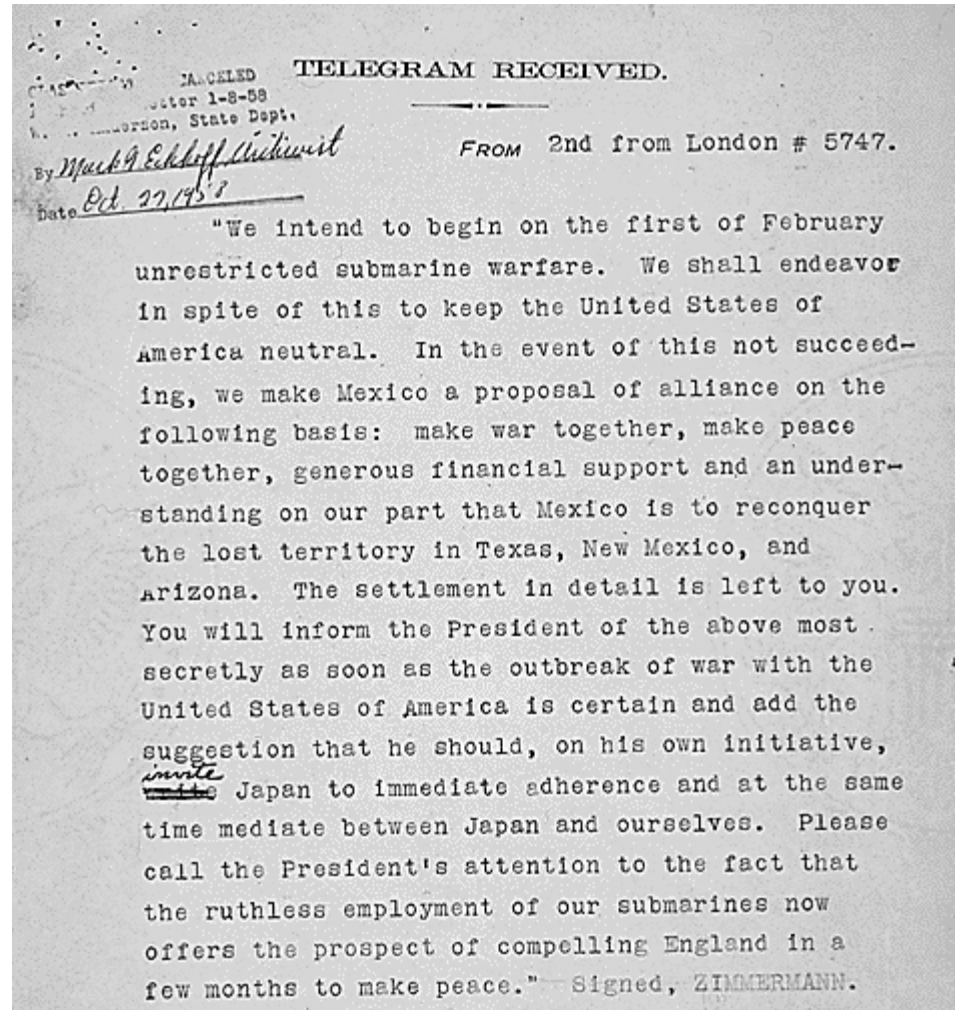 TELEGRAM RECEIVED.
CANCELED
1-8-58
State Dept.
By Mark G Eckhoff Archivist
Date Oct. 27, 1958
FROM 2nd from London # 5747.
"We intend to begin on the first of February
unrestricted submarine warfare. We shall endeavor
in spite of this to keep the United States of
America neutral. In the event of this not succeed-
ing, we make Mexico a proposal of alliance on the
following basis: make war together, make peace
together, generous financial support and an under-
standing on our part that Mexico is to reconquer
the lost territory in Texas, New Mexico, and
Arizona. The settlement in detail is left to you.
You will inform the President of the above most
secretly as soon as the outbreak of war with the
United States of America is certain and add the
suggestion that he should, on his own initiative,
invite
Japan to immediate adherence and at the same
time mediate between Japan and ourselves. Please
call the President's attention to the fact that
the ruthless employment of our submarines now
offers the prospect of compelling England in a
few months to make peace." Signed, ZIMMERMANN.